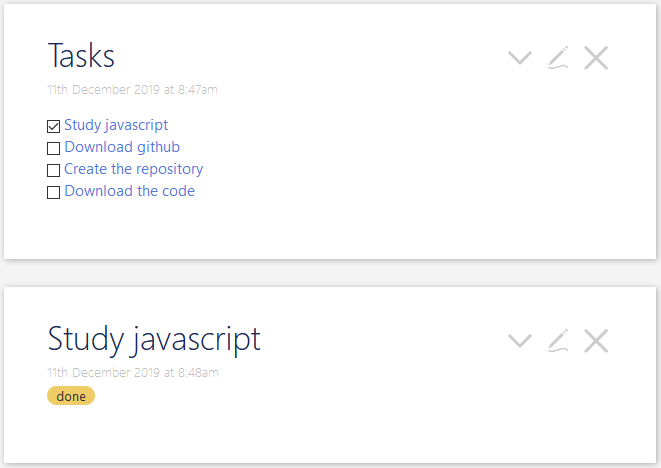 Tasks
11th December 2019 at 8:47am
Study javascript
Download github
Create the repository
Download the code
Study javascript
11th December 2019 at 8:48am
done